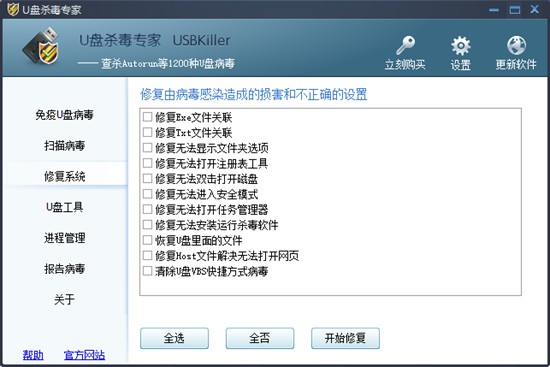 U盘杀毒专家
U盘杀毒专家 USBKiller
—— 查杀Autorun等1200种U盘病毒
立刻购买
设置
更新软件
免疫U盘病毒
扫描病毒
修复系统
U盘工具
进程管理
报告病毒
关于
帮助
官方网站
修复由病毒感染造成的损害和不正确的设置
修复Exe文件关联
修复Txt文件关联
修复无法显示文件夹选项
修复无法打开注册表工具
修复无法双击打开磁盘
修复无法进入安全模式
修复无法打开任务管理器
修复无法安装运行杀毒软件
恢复U盘里面的文件
修复Host文件解决无法打开网页
清除U盘VBS快捷方式病毒
全选
全否
开始修复